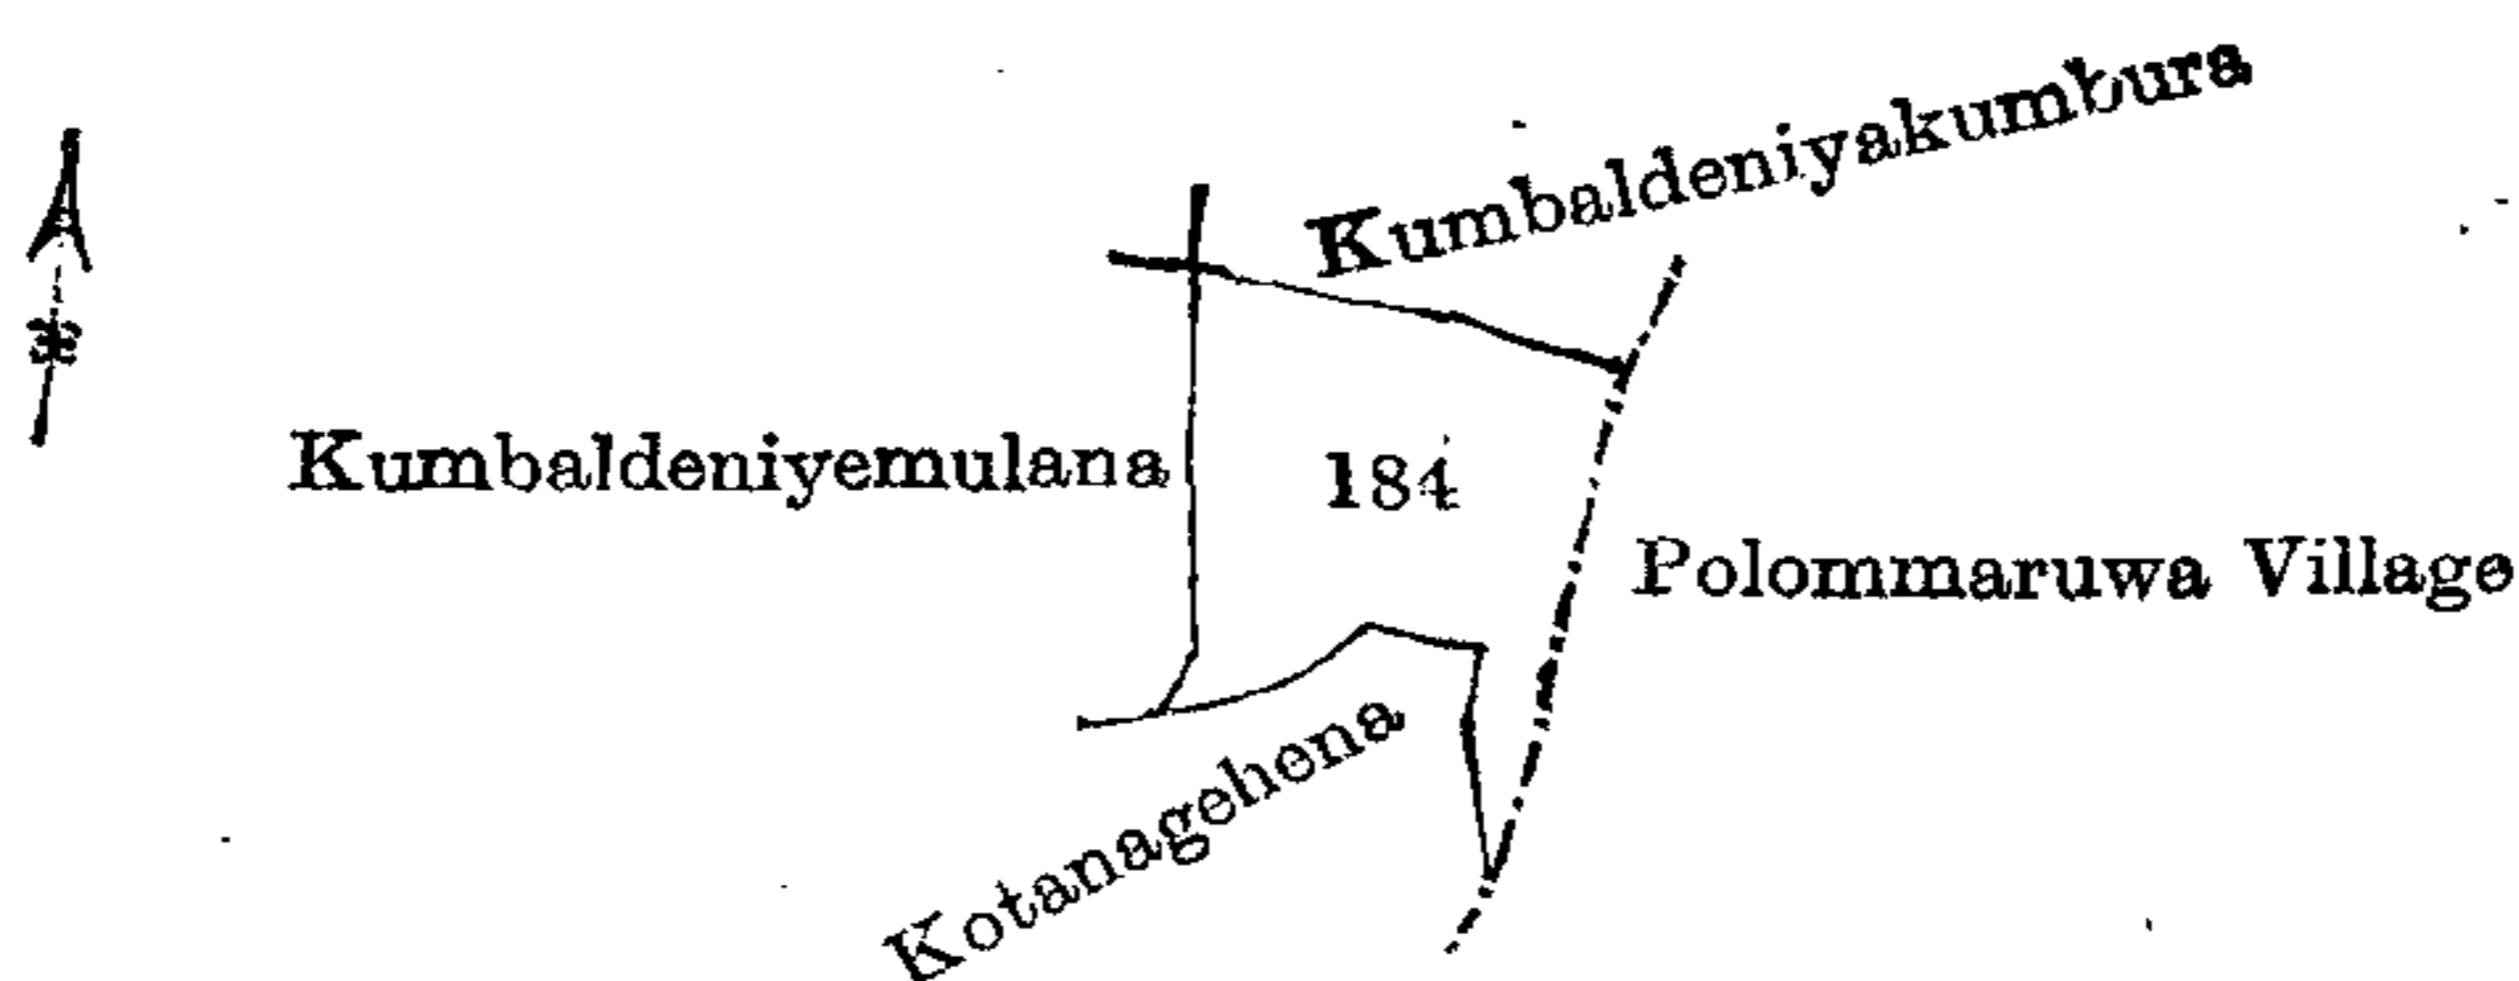 Kumbaldeniyakumbura
Kumbaldeniyemulana
184
Polommaruwa Village
Kotanagehena